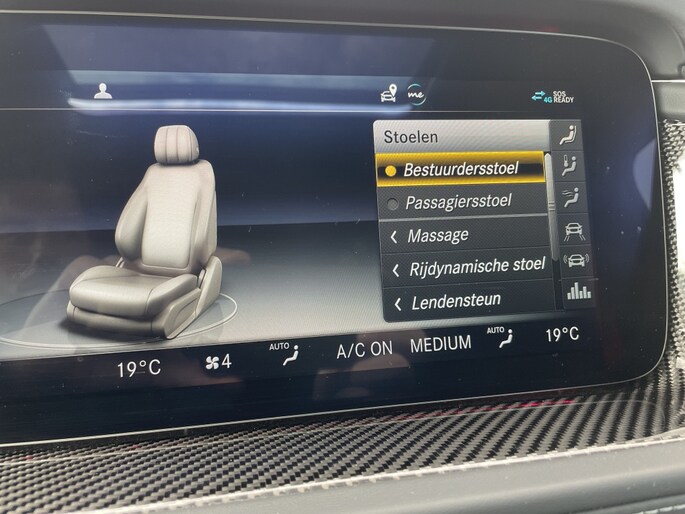 me
4G
SOS
READY
Stoelen
Bestuurdersstoel
Passagiersstoel
Massage
Rijdynamische stoel
Lendensteun
19°C
4
AUTO
A/C ON
MEDIUM
AUTO
19°C